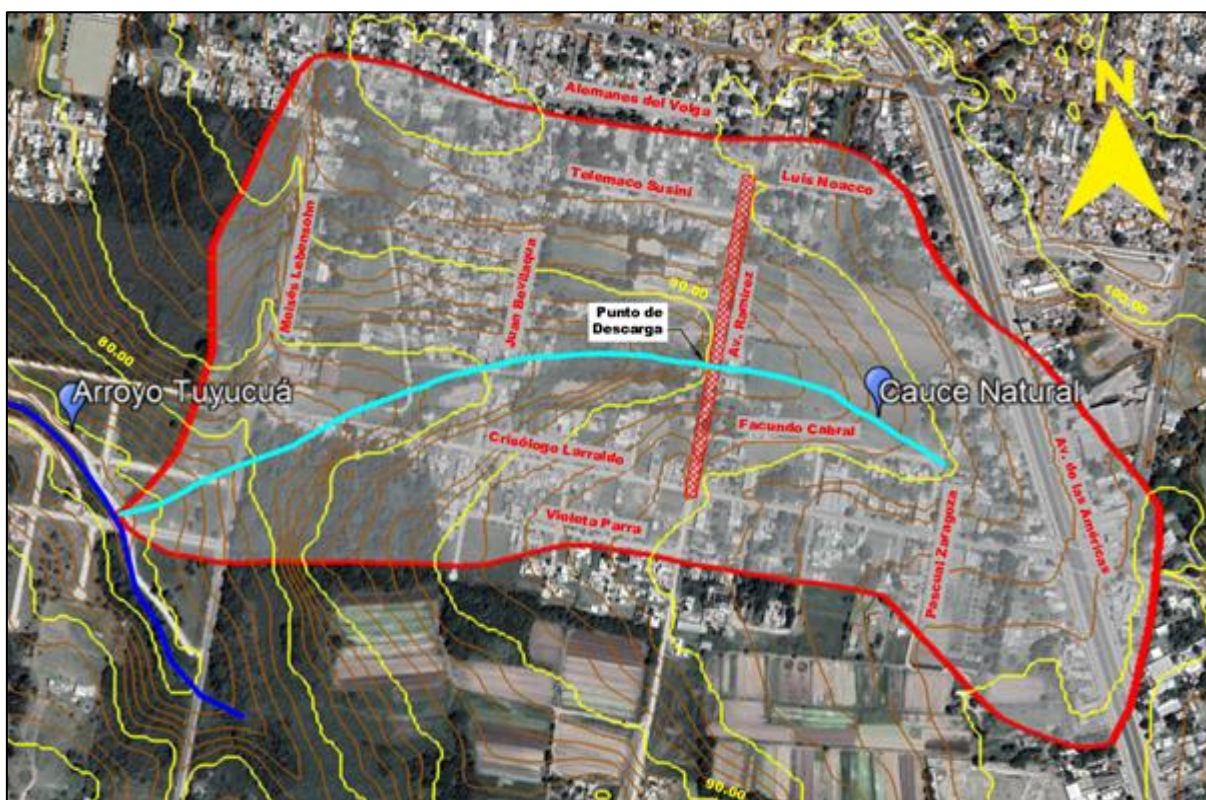 Alemanes del Volga
N
Telemaco Susini
Luis Noacco
Moisés Lebensohn
Juan Bevilaqua
90.00
Av. Ramirez
100.00
Punto de
Descarga
80.00
Arroyo Tuyucuá
Cauce Natural
Facundo Cabral
Crisólogo Larralde
Av. de las Américas
Violeta Parra
Pascual Zaragoza
90.00